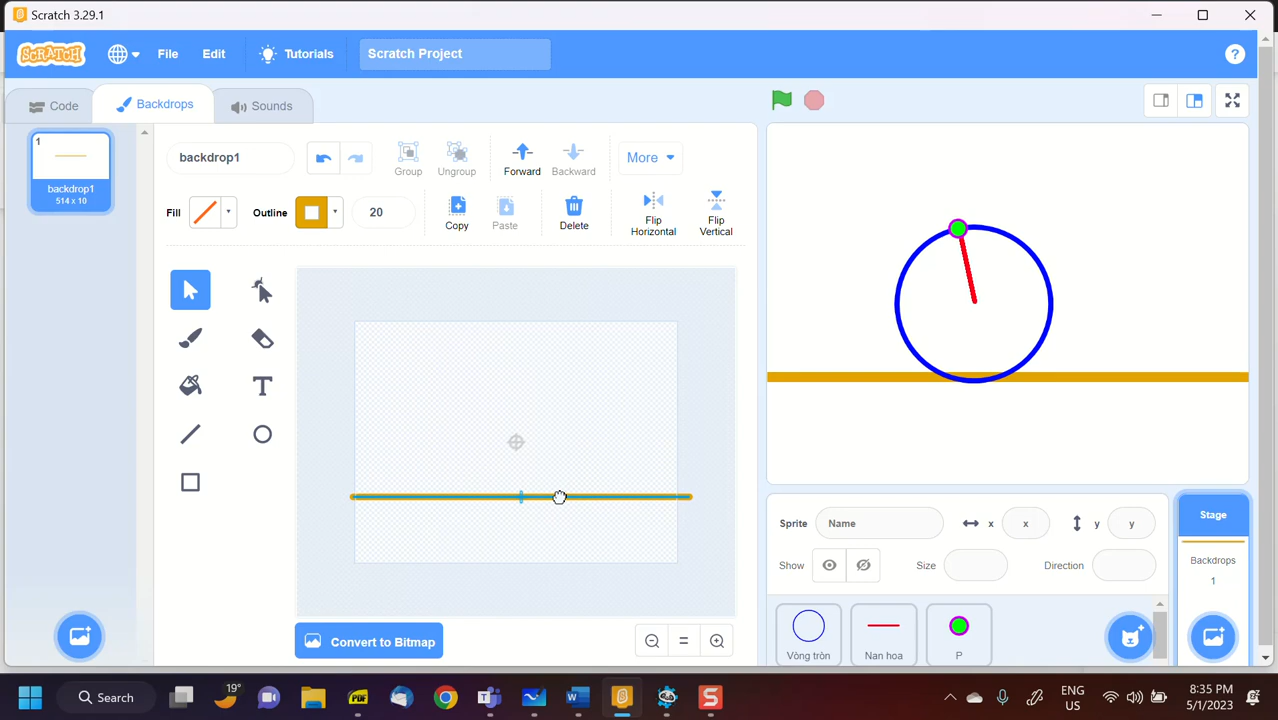 Scratch 3.29.1
SCRATCH
File
Edit
Tutorials
Scratch Project
?
Code
Backdrops
Sounds
1
backdrop1
514 x 10
backdrop1
Group
Ungroup
Forward
Backward
More
Fill
Outline
20
Copy
Paste
Delete
Flip
Horizontal
Flip
Vertical
T
Convert to Bitmap
Sprite
Name
x
x
y
y
Show
Size
Direction
Stage
Backdrops
1
Vòng tròn
Nan hoa
P
Search
19°
PDF
W
S
ENG
US
8:35 PM
5/1/2023